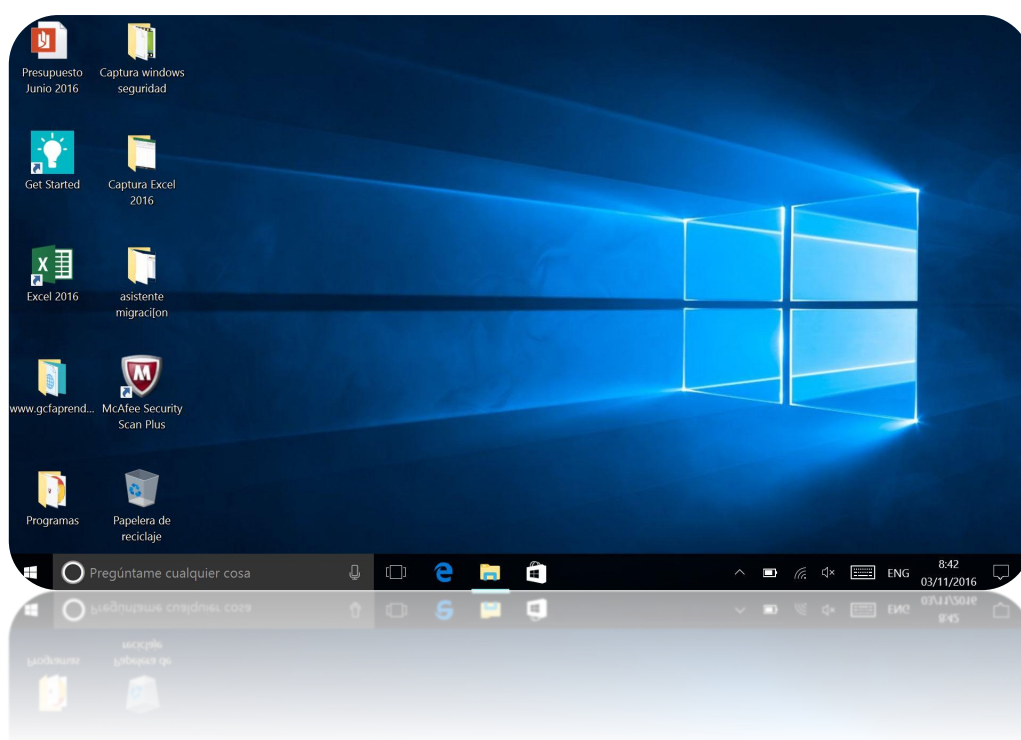 Presupuesto
Junio 2016
Captura windows
seguridad
Get Started
Captura Excel
2016
Excel 2016
asistente
migraci[on
www.gcfaprend...
McAfee Security
Scan Plus
Programas
Papelera de
reciclaje
Pregúntame cualquier cosa
ENG
8:42
03/11/2016